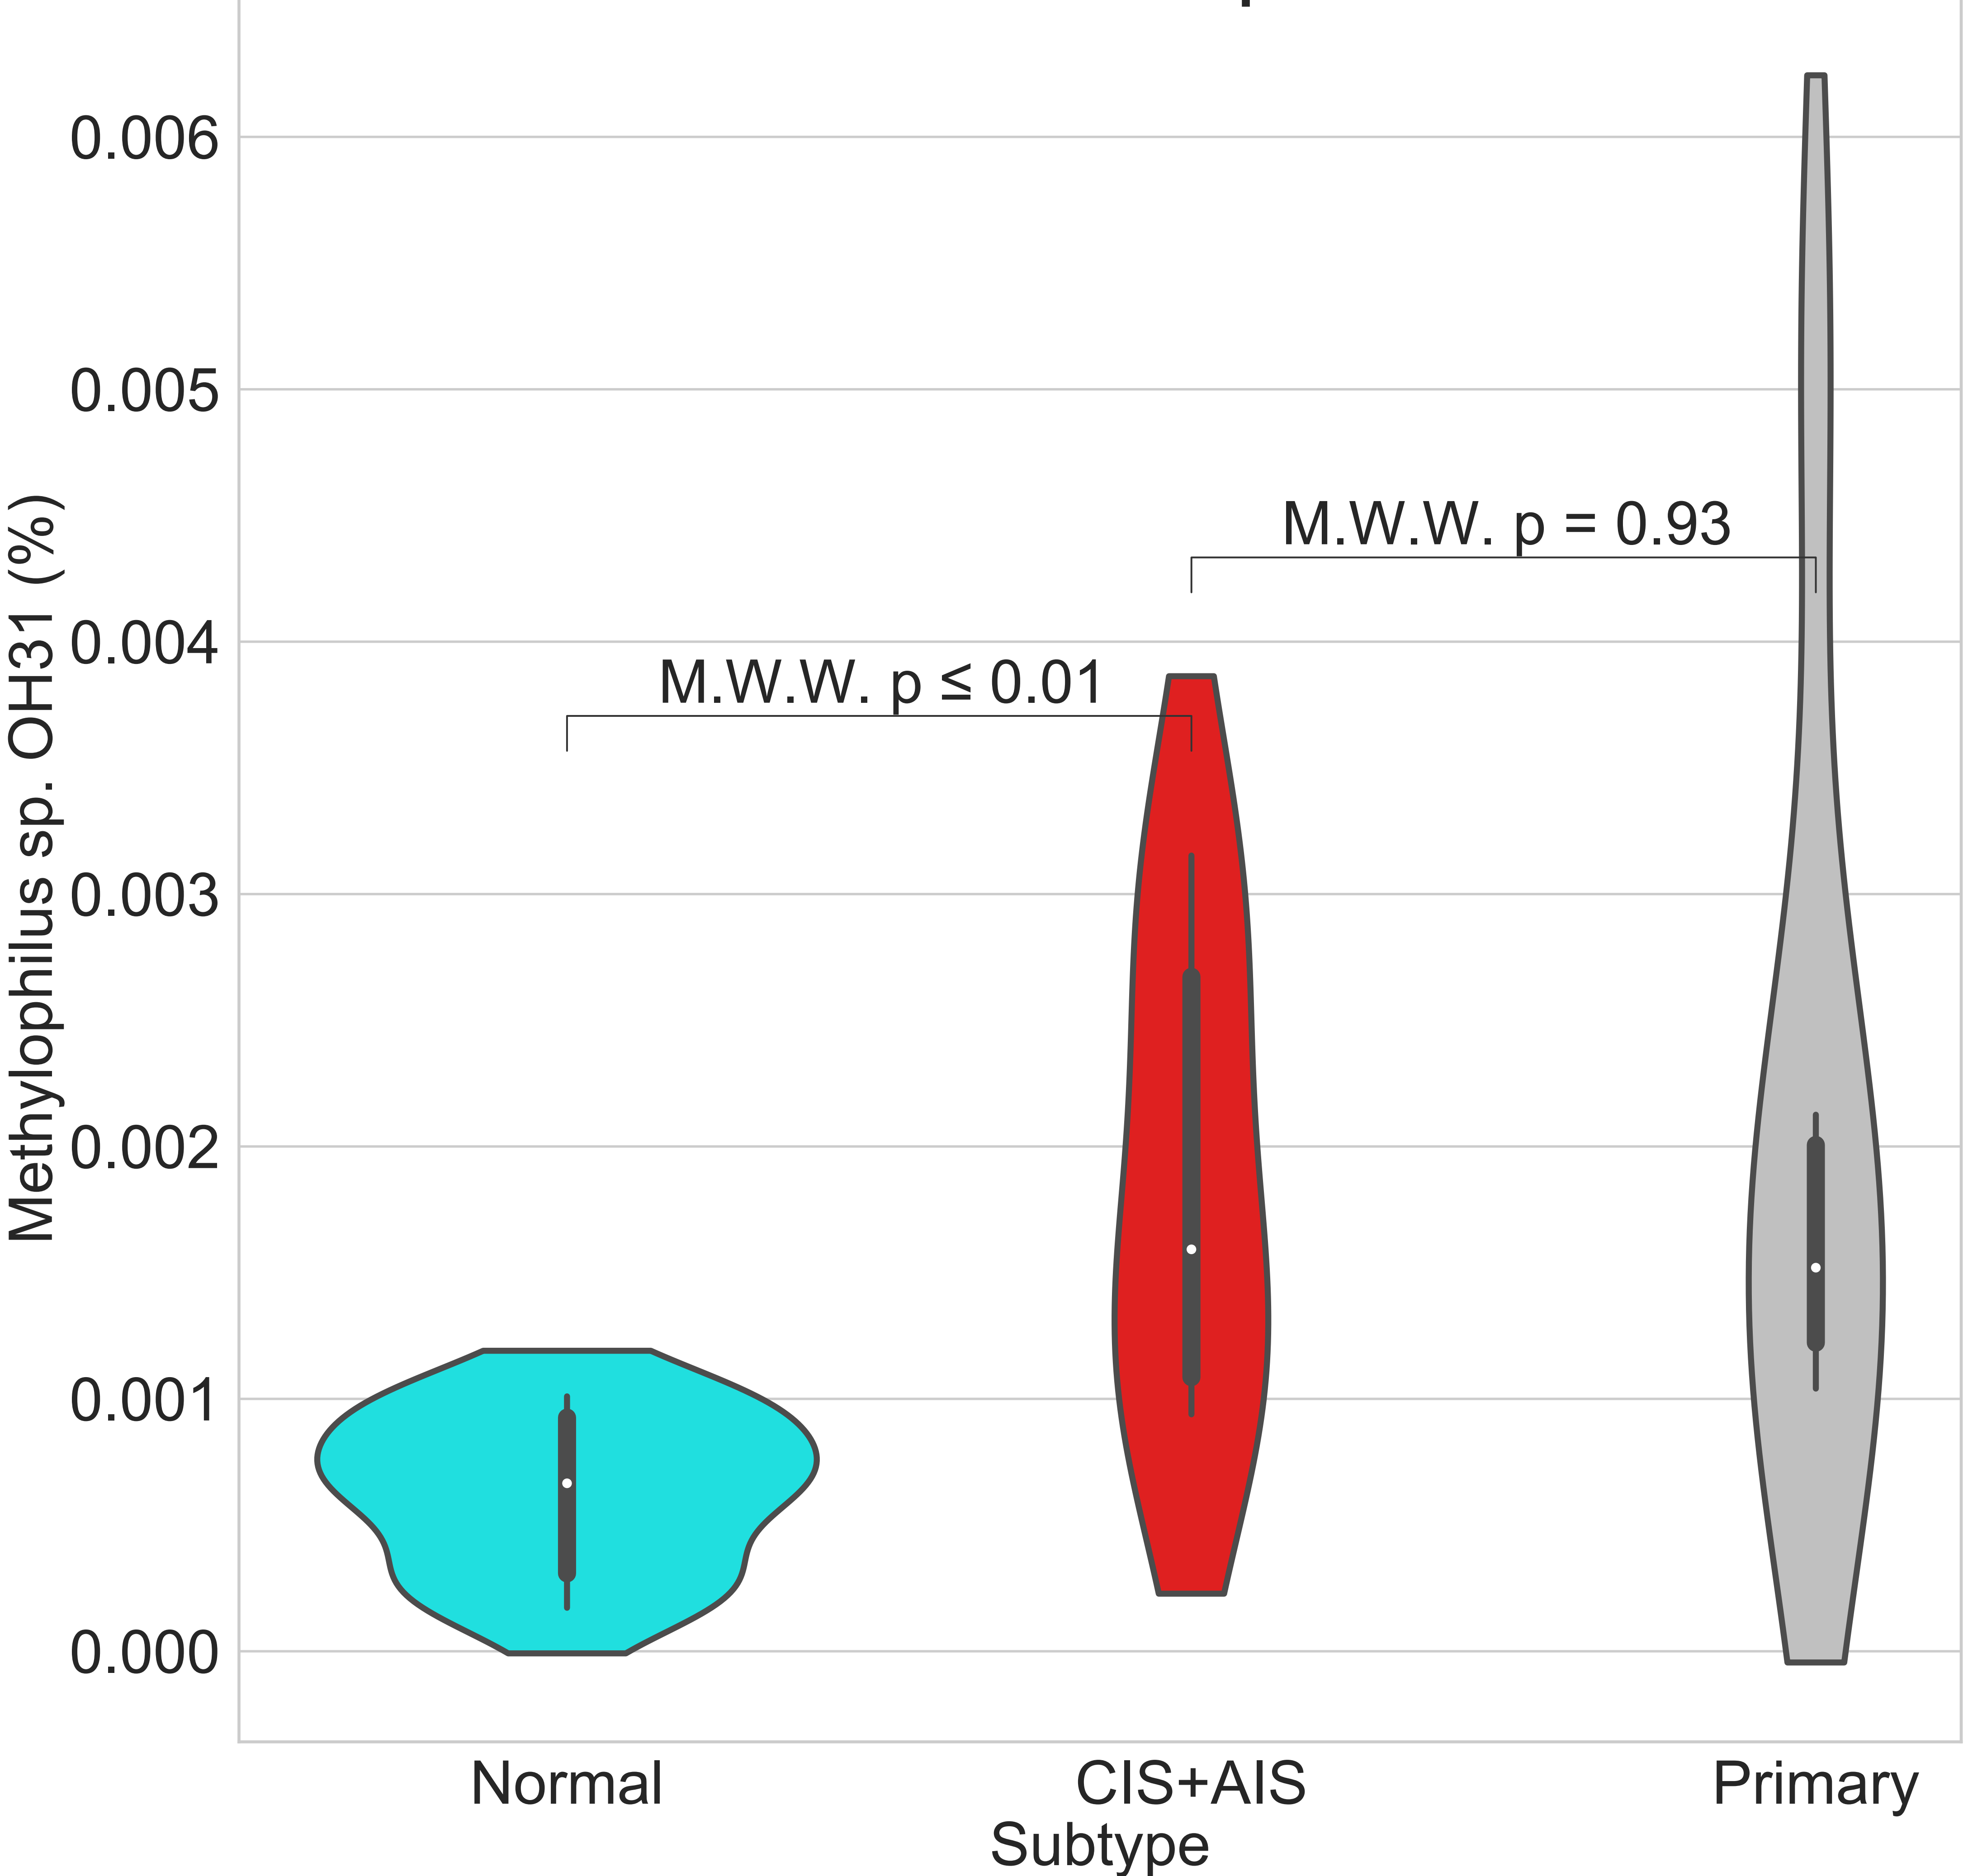 0.006
0.005
0.004
0.003
0.002
0.001
0.000
Methylophilus sp. OH31 (%)
M.W.W. p = 0.93
M.W.W. p ≤ 0.01
Normal
CIS+AIS
Primary
Subtype